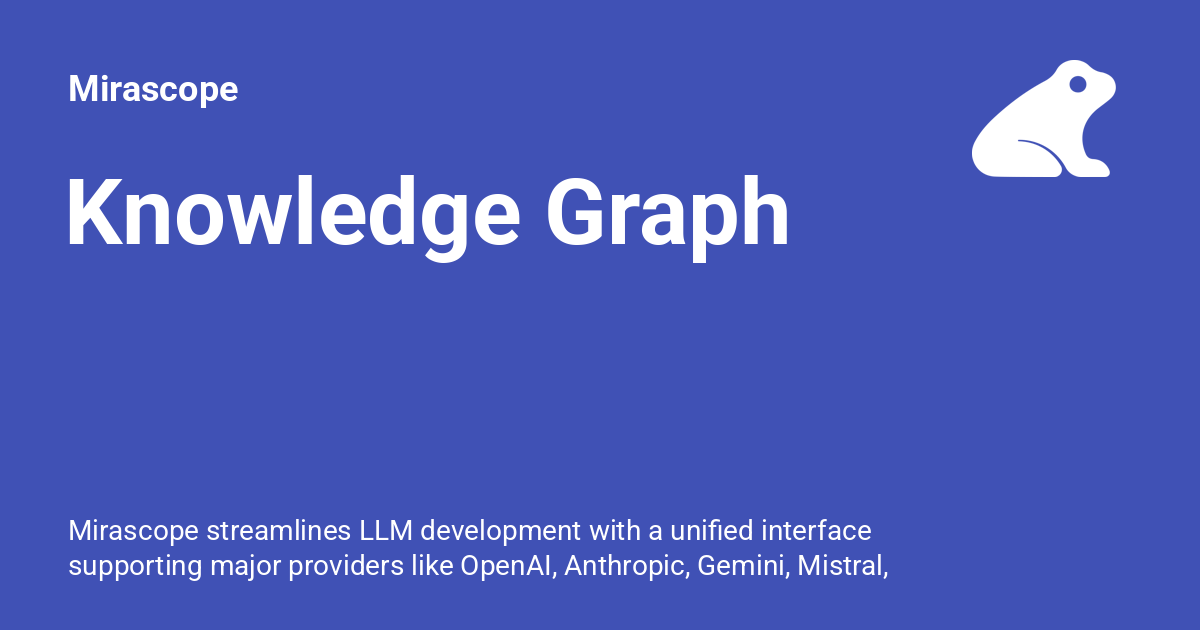 Mirascope
Knowledge Graph
Mirascope streamlines LLM development with a unified interface
supporting major providers like OpenAI, Anthropic, Gemini, Mistral,